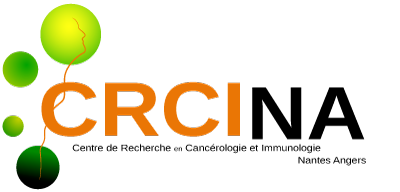 CRCINA
Centre de Recherche en Cancérologie et Immunologie
Nantes Angers